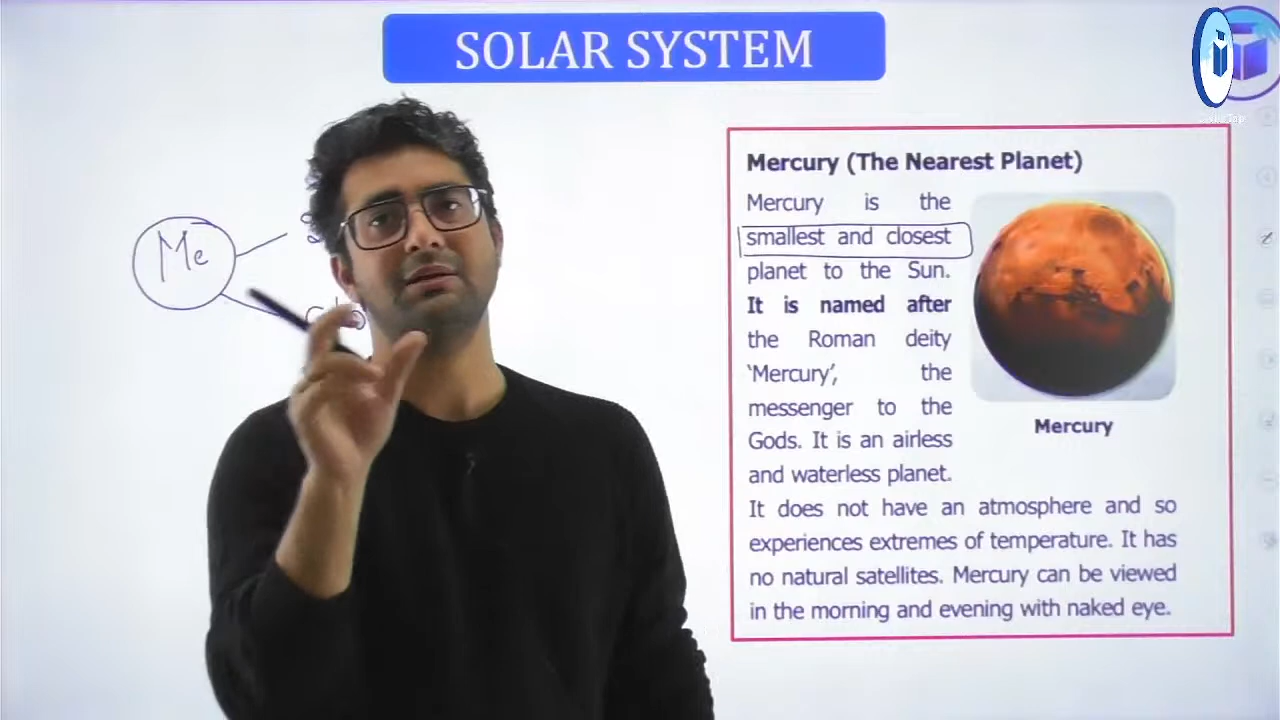 SOLAR SYSTEM
Me
Mercury (The Nearest Planet)
Mercury is the
smallest and closest
planet to the Sun.
It is named after
the Roman deity
‘Mercury’, the
messenger to the
Gods. It is an airless
and waterless planet.
It does not have an atmosphere and so
experiences extremes of temperature. It has
no natural satellites. Mercury can be viewed
in the morning and evening with naked eye.
Mercury